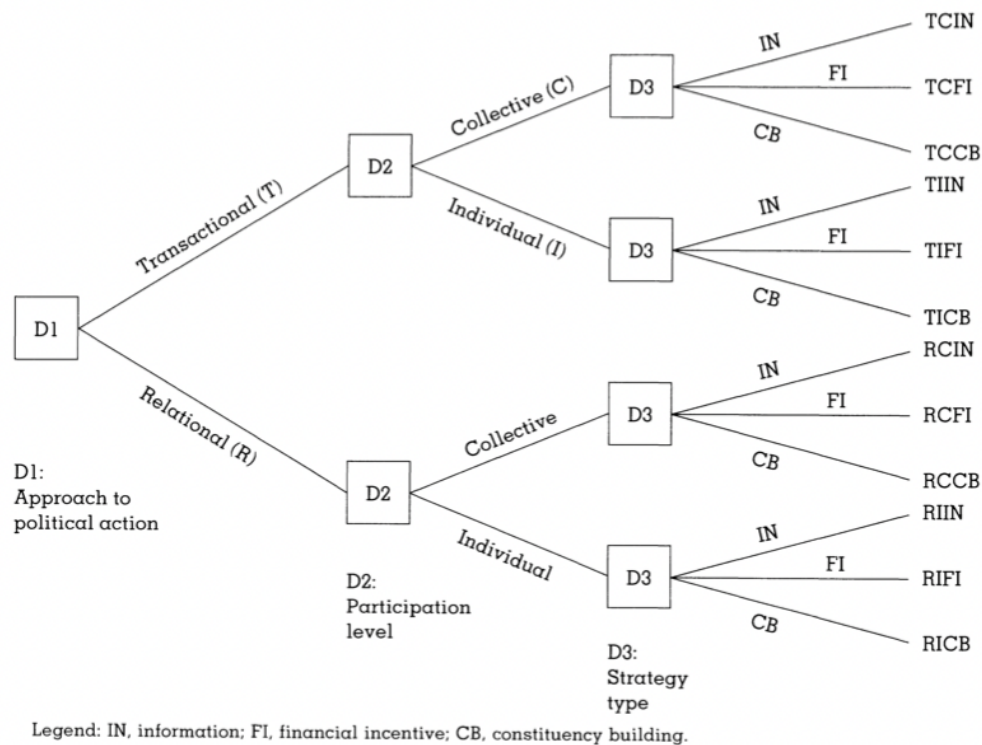 TCIN
IN
FI
TCFI
Collective (C)
D3
CB
TCCB
D2
TIIN
IN
Transactional (T)
Individual (I)
FI
TIFI
D3
CB
TICB
D1
RCIN
IN
FI
RCFI
Relational (R)
Collective
D3
CB
RCCB
D2
RIIN
IN
Individual
FI
RIFI
D3
CB
RICB
D1:
Approach to
political action
D2:
Participation
level
D3:
Strategy
type
Legend: IN, information; FI, financial incentive; CB, constituency building.